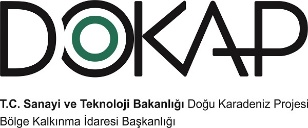 DOKAP
T.C. Sanayi ve Teknoloji Bakanlığı Doğu Karadeniz Projesi
Bölge Kalkınma İdaresi Başkanlığı